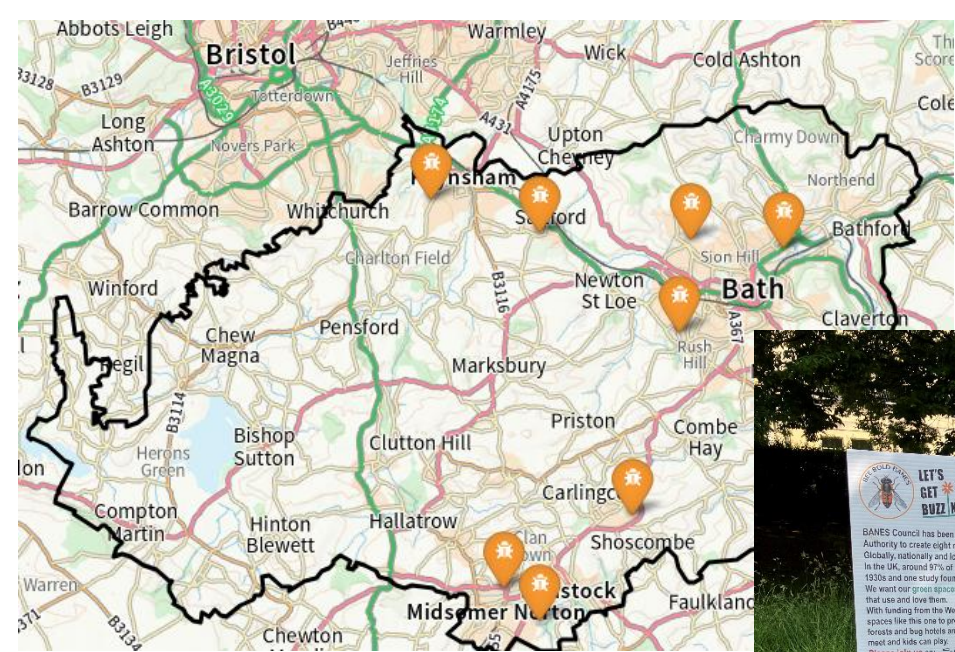 Abbots Leigh
Bristol
Warmley
Wick
Cold Ashton
B3128
B3129
A3029
Totterdown
Jeffries
Hill
A4174
A4175
A431
Long
Ashton
Novers Park
Upton
Cheyney
Charmy Down
Northend
Barrow Common
Whitchurch
Bathford
Charlton Field
Sion Hill
Winford
Newton
St Loe
Bath
B3116
Chew
Magna
Pensford
Claverton
A367
Rush
Hill
Marksbury
B3114
Priston
Combe
Hay
Bishop
Sutton
Clutton Hill
Herons
Green
Compton
Martin
Hinton
Blewett
Hallatrow
Shoscombe
Warren
Midsomer Norton
Faulkland
B3134
Chewton
BEE BOLD BANES
LET'S
GET
BUZZ
BANES Council has been
Authority to create eight
Globally, nationally and
In the UK, around 97% of
1930s and one study foun
We want our green space
that use and love them.
With funding from the We
spaces like this one to
forests and bug hotels an
meet and kids can play.